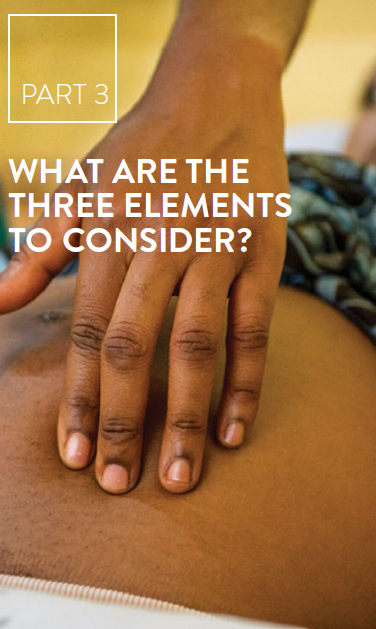 PART 3
WHAT ARE THE
THREE ELEMENTS
TO CONSIDER?